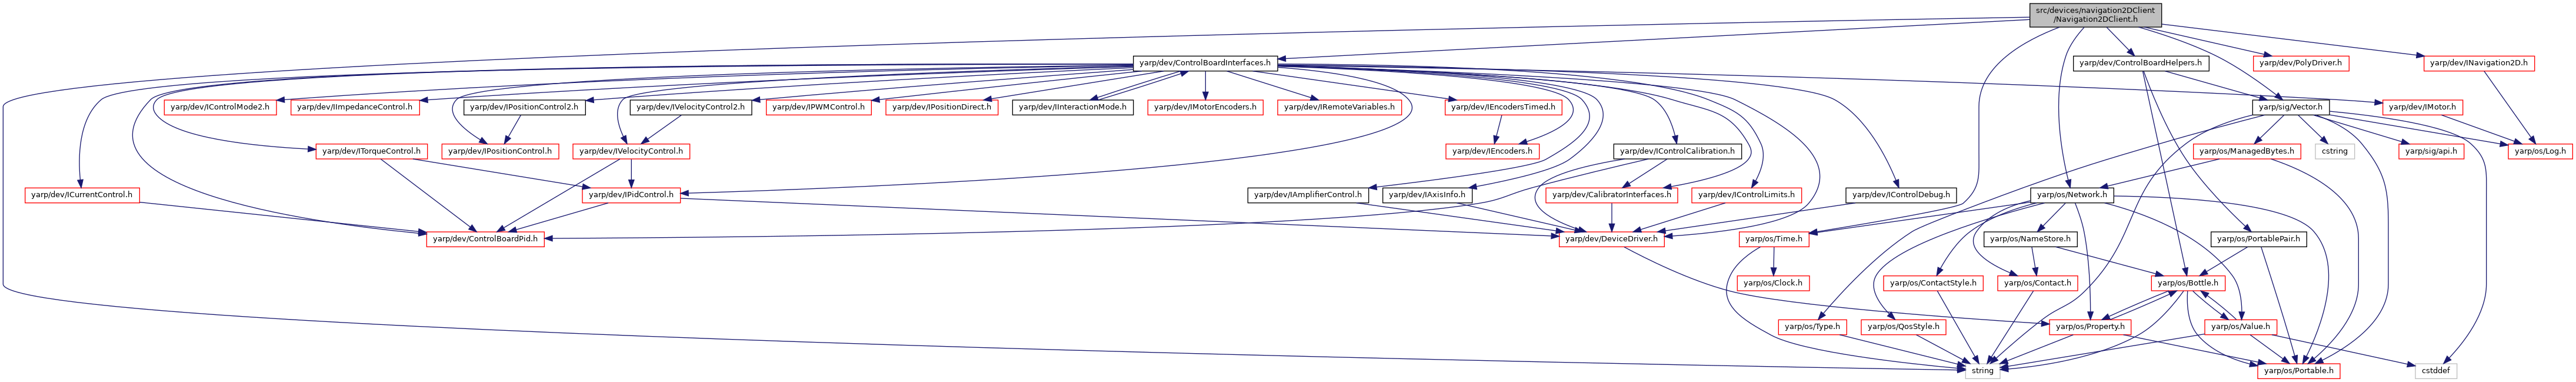 src/devices/navigation2DClient
/Navigation2DClient.h
yarp/dev/ControlBoardInterfaces.h
yarp/dev/ControlBoardHelpers.h
yarp/dev/PolyDriver.h
yarp/dev/INavigation2D.h
yarp/dev/IControlMode2.h
yarp/dev/IImpedanceControl.h
yarp/dev/IPositionControl2.h
yarp/dev/IVelocityControl2.h
yarp/dev/IPWMControl.h
yarp/dev/IPositionDirect.h
yarp/dev/IInteractionMode.h
yarp/dev/IMotorEncoders.h
yarp/dev/IRemoteVariables.h
yarp/dev/IEncodersTimed.h
yarp/sig/Vector.h
yarp/dev/IMotor.h
yarp/dev/ITorqueControl.h
yarp/dev/IPositionControl.h
yarp/dev/IVelocityControl.h
yarp/dev/IEncoders.h
yarp/dev/IControlCalibration.h
yarp/os/ManagedBytes.h
cstring
yarp/sig/api.h
yarp/os/Log.h
yarp/dev/ICurrentControl.h
yarp/dev/IPidControl.h
yarp/dev/IAmplifierControl.h
yarp/dev/IAxisInfo.h
yarp/dev/CalibratorInterfaces.h
yarp/dev/IControlLimits.h
yarp/dev/IControlDebug.h
yarp/os/Network.h
yarp/dev/ControlBoardPid.h
yarp/dev/DeviceDriver.h
yarp/os/Time.h
yarp/os/NameStore.h
yarp/os/PortablePair.h
yarp/os/Clock.h
yarp/os/ContactStyle.h
yarp/os/Contact.h
yarp/os/Bottle.h
yarp/os/Type.h
yarp/os/QosStyle.h
yarp/os/Property.h
yarp/os/Value.h
string
yarp/os/Portable.h
cstddef